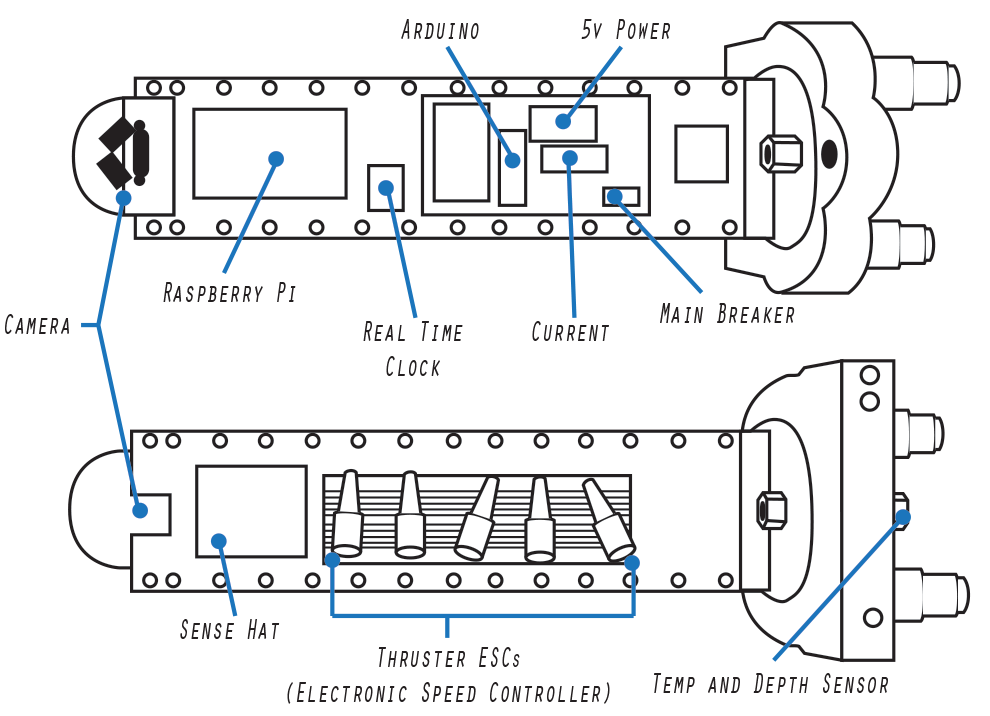 Arduino
5v Power
Raspberry Pi
Camera
Real Time
Clock
Current
Main Breaker
Sense Hat
Thruster ESCs
(Electronic Speed Controller)
Temp and Depth Sensor